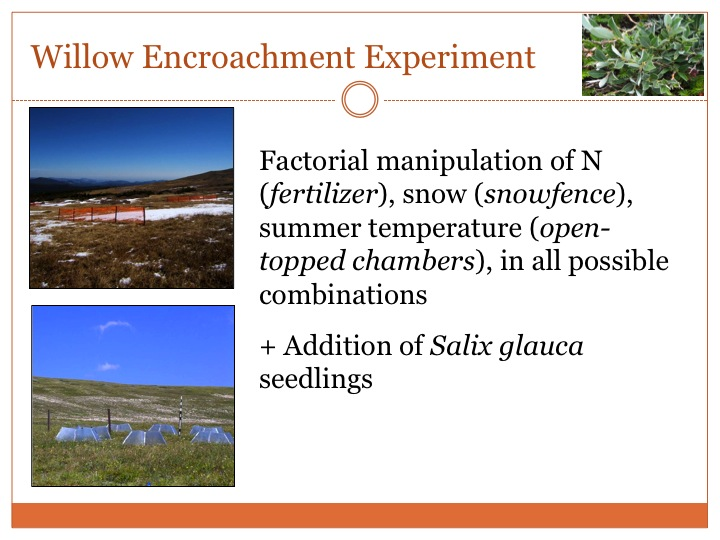 Willow Encroachment Experiment
Factorial manipulation of N
(fertilizer), snow (snowfence),
summer temperature (open-
topped chambers), in all possible
combinations
+ Addition of Salix glauca
seedlings